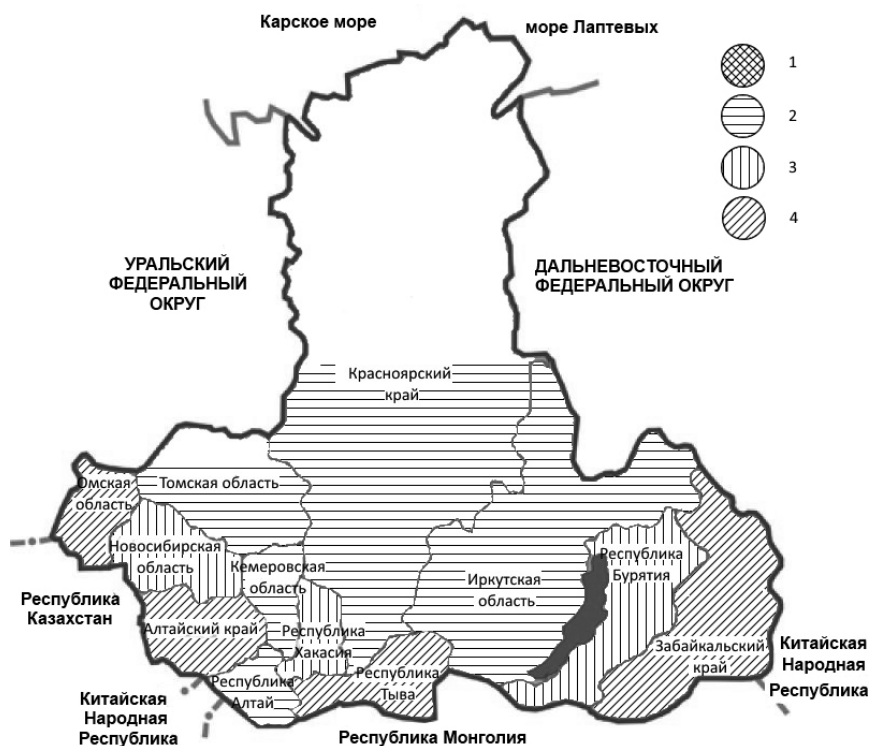 Карское море
море Лаптевых
1
2
3
4
УРАЛЬСКИЙ
ФЕДЕРАЛЬНЫЙ
ОКРУГ
ДАЛЬНЕВОСТОЧНЫЙ
ФЕДЕРАЛЬНЫЙ ОКРУГ
Красноярский
край
Омская
область
Томская область
Новосибирская
область
Кемеровская
область
Иркутская
область
Республика
Бурятия
Республика
Казахстан
Алтайский край
Республика
Хакасия
Республика
Алтай
Республика
Тыва
Забайкальский
край
Китайская
Народная
Республика
Китайская
Народная
Республика
Республика Монголия